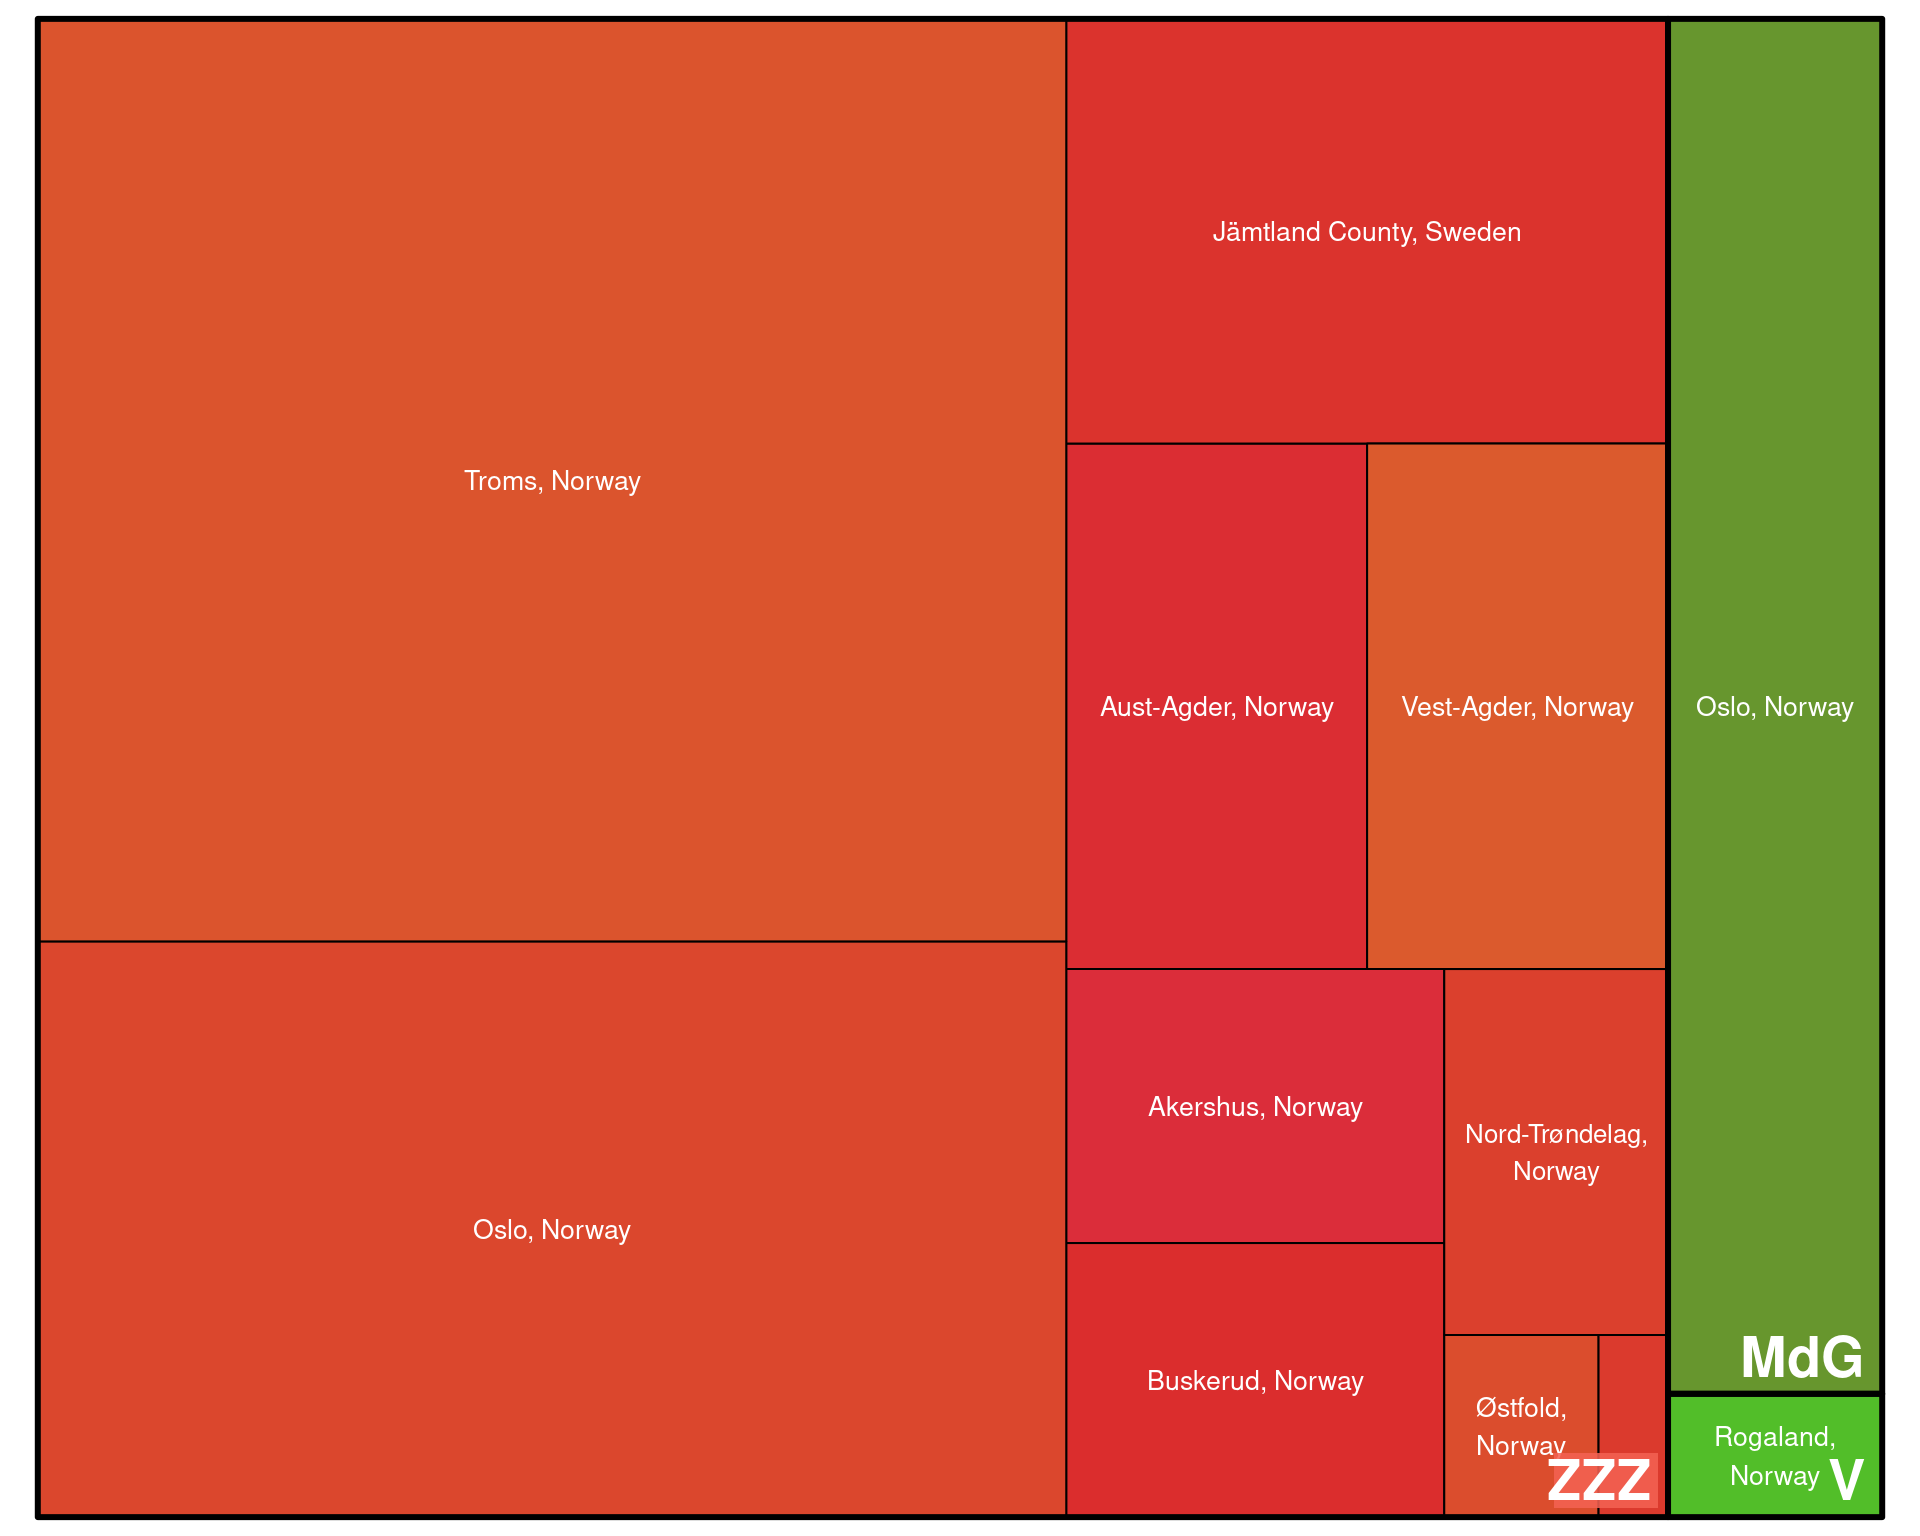 Troms, Norway
Oslo, Norway
Jämtland County, Sweden
Aust-Agder, Norway
Vest-Agder, Norway
Akershus, Norway
Nord-Trøndelag,
Norway
Buskerud, Norway
Østfold,
Norway
ZZZ
Oslo, Norway
MdG
Rogaland,
Norway
V